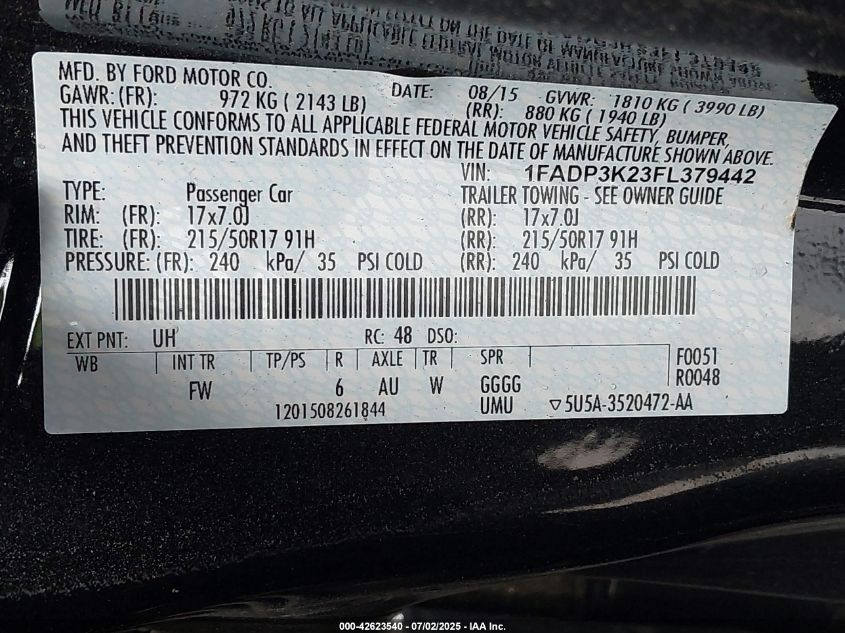 MFD. BY FORD MOTOR CO.
DATE: 08/15 GVWR: 1810 KG ( 3990 LB)
GAWR: (FR): 972 KG ( 2143 LB) (RR): 880 KG ( 1940 LB)
THIS VEHICLE CONFORMS TO ALL APPLICABLE FEDERAL MOTOR VEHICLE SAFETY, BUMPER,
AND THEFT PREVENTION STANDARDS IN EFFECT ON THE DATE OF MANUFACTURE SHOWN ABOVE.
VIN: 1FADP3K23FL379442
TYPE: Passenger Car TRAILER TOWING - SEE OWNER GUIDE
RIM: (FR): 17x7.0J (RR): 17x7.0J
TIRE: (FR): 215/50R17 91H (RR): 215/50R17 91H
PRESSURE: (FR): 240 kPa/ 35 PSI COLD (RR): 240 kPa/ 35 PSI COLD
EXT PNT: UH RC: 48 DSO:
WB INT TR TP/PS R AXLE TR SPR F0051
FW 6 AU W GGGG R0048
1201508261844 UMU ▽5U5A-3520472-AA
000-42623540 - 07/02/2025 - IAA Inc.